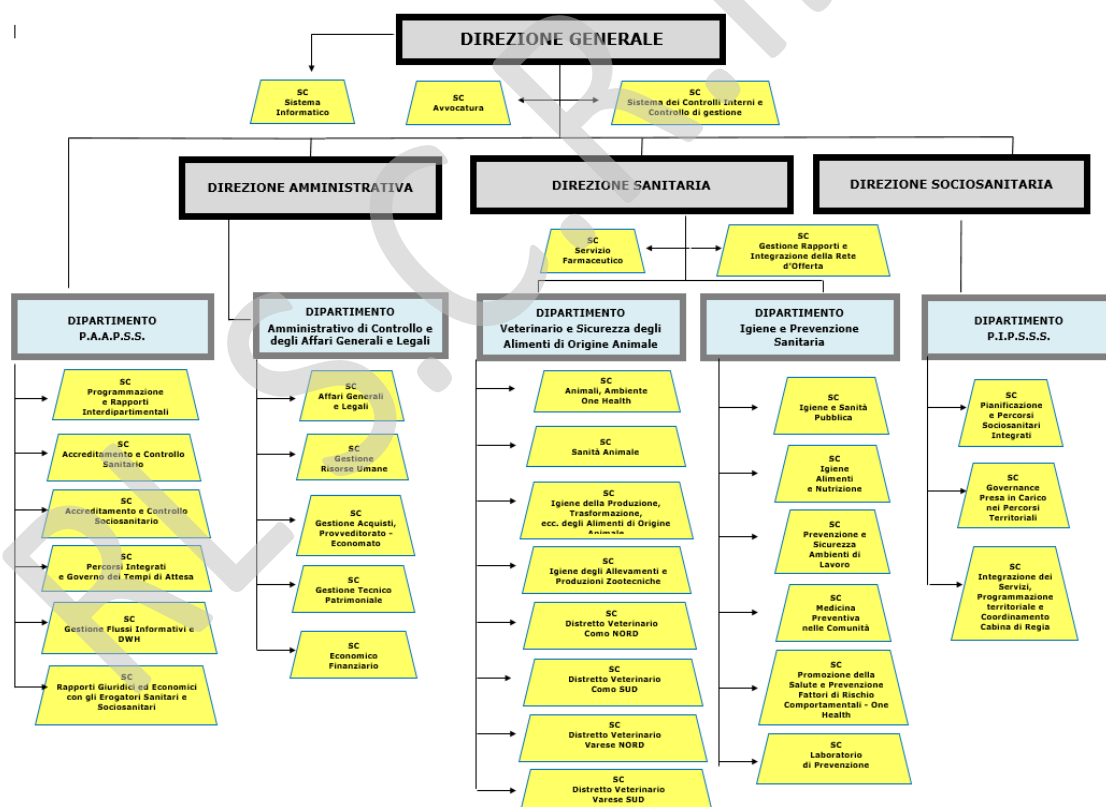 DIREZIONE GENERALE
SC
Sistema
Informatico
SC
Avvocatura
SC
Sistema dei Controlli Interni e
Controllo di gestione
DIREZIONE AMMINISTRATIVA
DIREZIONE SANITARIA
DIREZIONE SOCIOSANITARIA
SC
Servizio
Farmaceutico
SC
Gestione Rapporti e
Integrazione della Rete
d'Offerta
DIPARTIMENTO
P.A.A.P.S.S.
SC
Programmazione
e Rapporti
Interdipartimentali
SC
Accreditamento e Controllo
Sanitario
SC
Accreditamento e Controllo
Sociosanitario
SC
Percorsi Integrati
e Governo dei Tempi di Attesa
SC
Gestione Flussi Informativi e
DWH
SC
Rapporti Giuridici ed Economici
con gli Erogatori Sanitari e
Sociosanitari
DIPARTIMENTO
Amministrativo di Controllo e
degli Affari Generali e Legali
SC
Affari Generali
e Legali
SC
Gestione
Risorse Umane
SC
Gestione Acquisti,
Provveditorato -
Economato
SC
Gestione Tecnico
Patrimoniale
SC
Economico
Finanziario
DIPARTIMENTO
Veterinario e Sicurezza degli
Alimenti di Origine Animale
SC
Animali, Ambiente
One Health
SC
Sanità Animale
SC
Igiene della Produzione,
Trasformazione,
ecc. degli Alimenti di Origine
Animale
SC
Igiene degli Allevamenti e
Produzioni Zootecniche
SC
Distretto Veterinario
Como NORD
SC
Distretto Veterinario
Como SUD
SC
Distretto Veterinario
Varese NORD
SC
Distretto Veterinario
Varese SUD
DIPARTIMENTO
Igiene e Prevenzione
Sanitaria
SC
Igiene e Sanità
Pubblica
SC
Igiene
Alimenti
e Nutrizione
SC
Prevenzione e
Sicurezza
Ambienti di
Lavoro
SC
Medicina
Preventiva
nelle Comunità
SC
Promozione della
Salute e Prevenzione
Fattori di Rischio
Comportamentali - One
Health
SC
Laboratorio
di Prevenzione
DIPARTIMENTO
P.I.P.S.S.S.
SC
Pianificazione
e Percorsi
Sociosanitari
Integrati
SC
Governance
Presa in Carico
nei Percorsi
Territoriali
SC
Integrazione dei
Servizi,
Programmazione
territoriale e
Coordinamento
Cabina di Regia